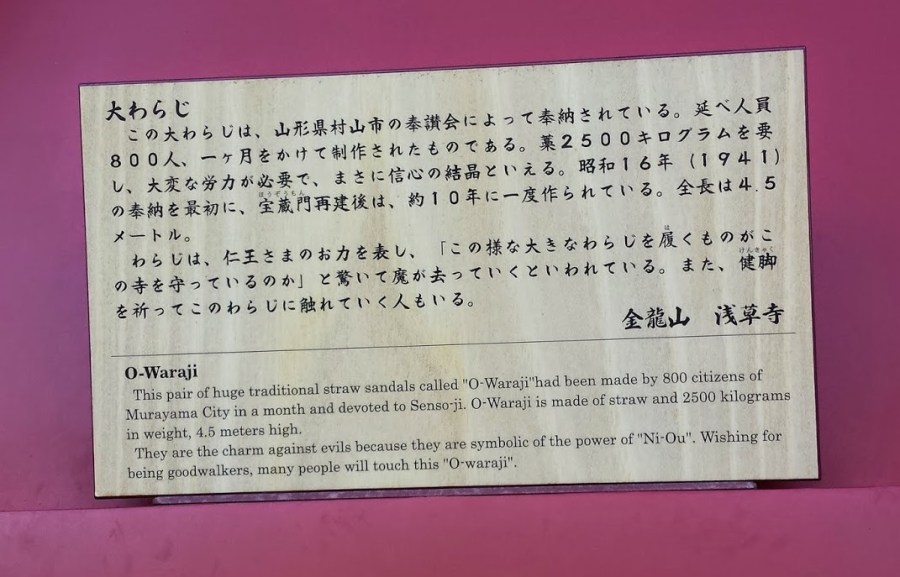 大わらじ
この大わらじは、山形県村山市の奉讃会によって奉納されている。延べ人員
８００人、一ヶ月をかけて制作されたものである。藁２５００キログラムを要
し、大変な労力が必要で、まさに信心の結晶といえる。昭和１６年（１９４１）
の奉納を最初に、宝蔵門再建後は、約１０年に一度作られている。全長は４.５
ほうぞうもん
メートル。
わらじは、仁王さまのお力を表し、「この様な大きなわらじを履くものがこ
は
の寺を守っているのか」と驚いて魔が去っていくといわれている。また、健脚
けんきゃく
を祈ってこのわらじに触れていく人もいる。
金龍山　浅草寺
O-Waraji
This pair of huge traditional straw sandals called "O-Waraji"had been made by 800 citizens of
Murayama City in a month and devoted to Senso-ji. O-Waraji is made of straw and 2500 kilograms
in weight, 4.5 meters high.
They are the charm against evils because they are symbolic of the power of "Ni-Ou". Wishing for
being goodwalkers, many people will touch this "O-waraji".